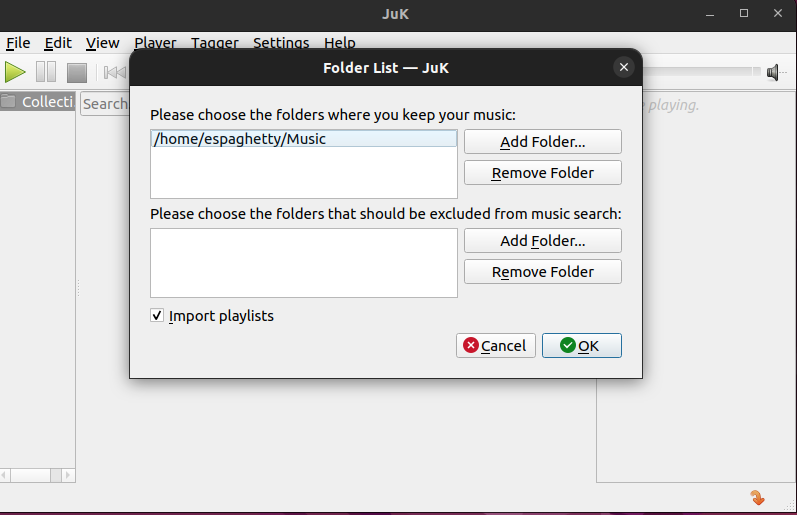 JuK
File Edit View Player Tagger Settings Help
Folder List — JuK
Collecti
Search
playing.
Please choose the folders where you keep your music:
/home/espaghetty/Music
Add Folder...
Remove Folder
Please choose the folders that should be excluded from music search:
Add Folder...
Remove Folder
Import playlists
Cancel
OK